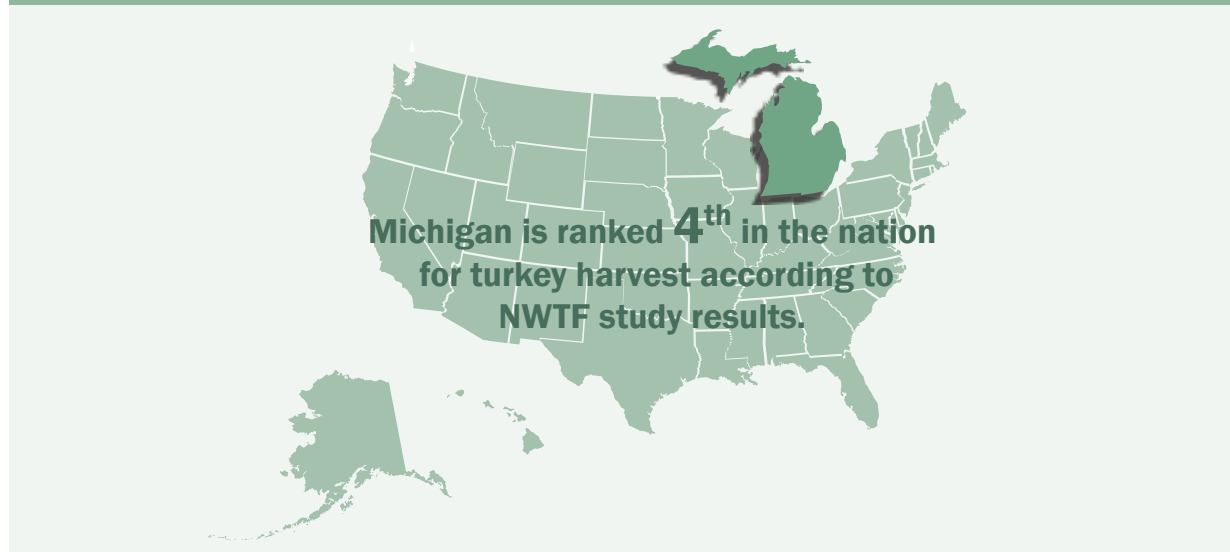 Michigan is ranked 4th in the nation
for turkey harvest according to
NWTF study results.